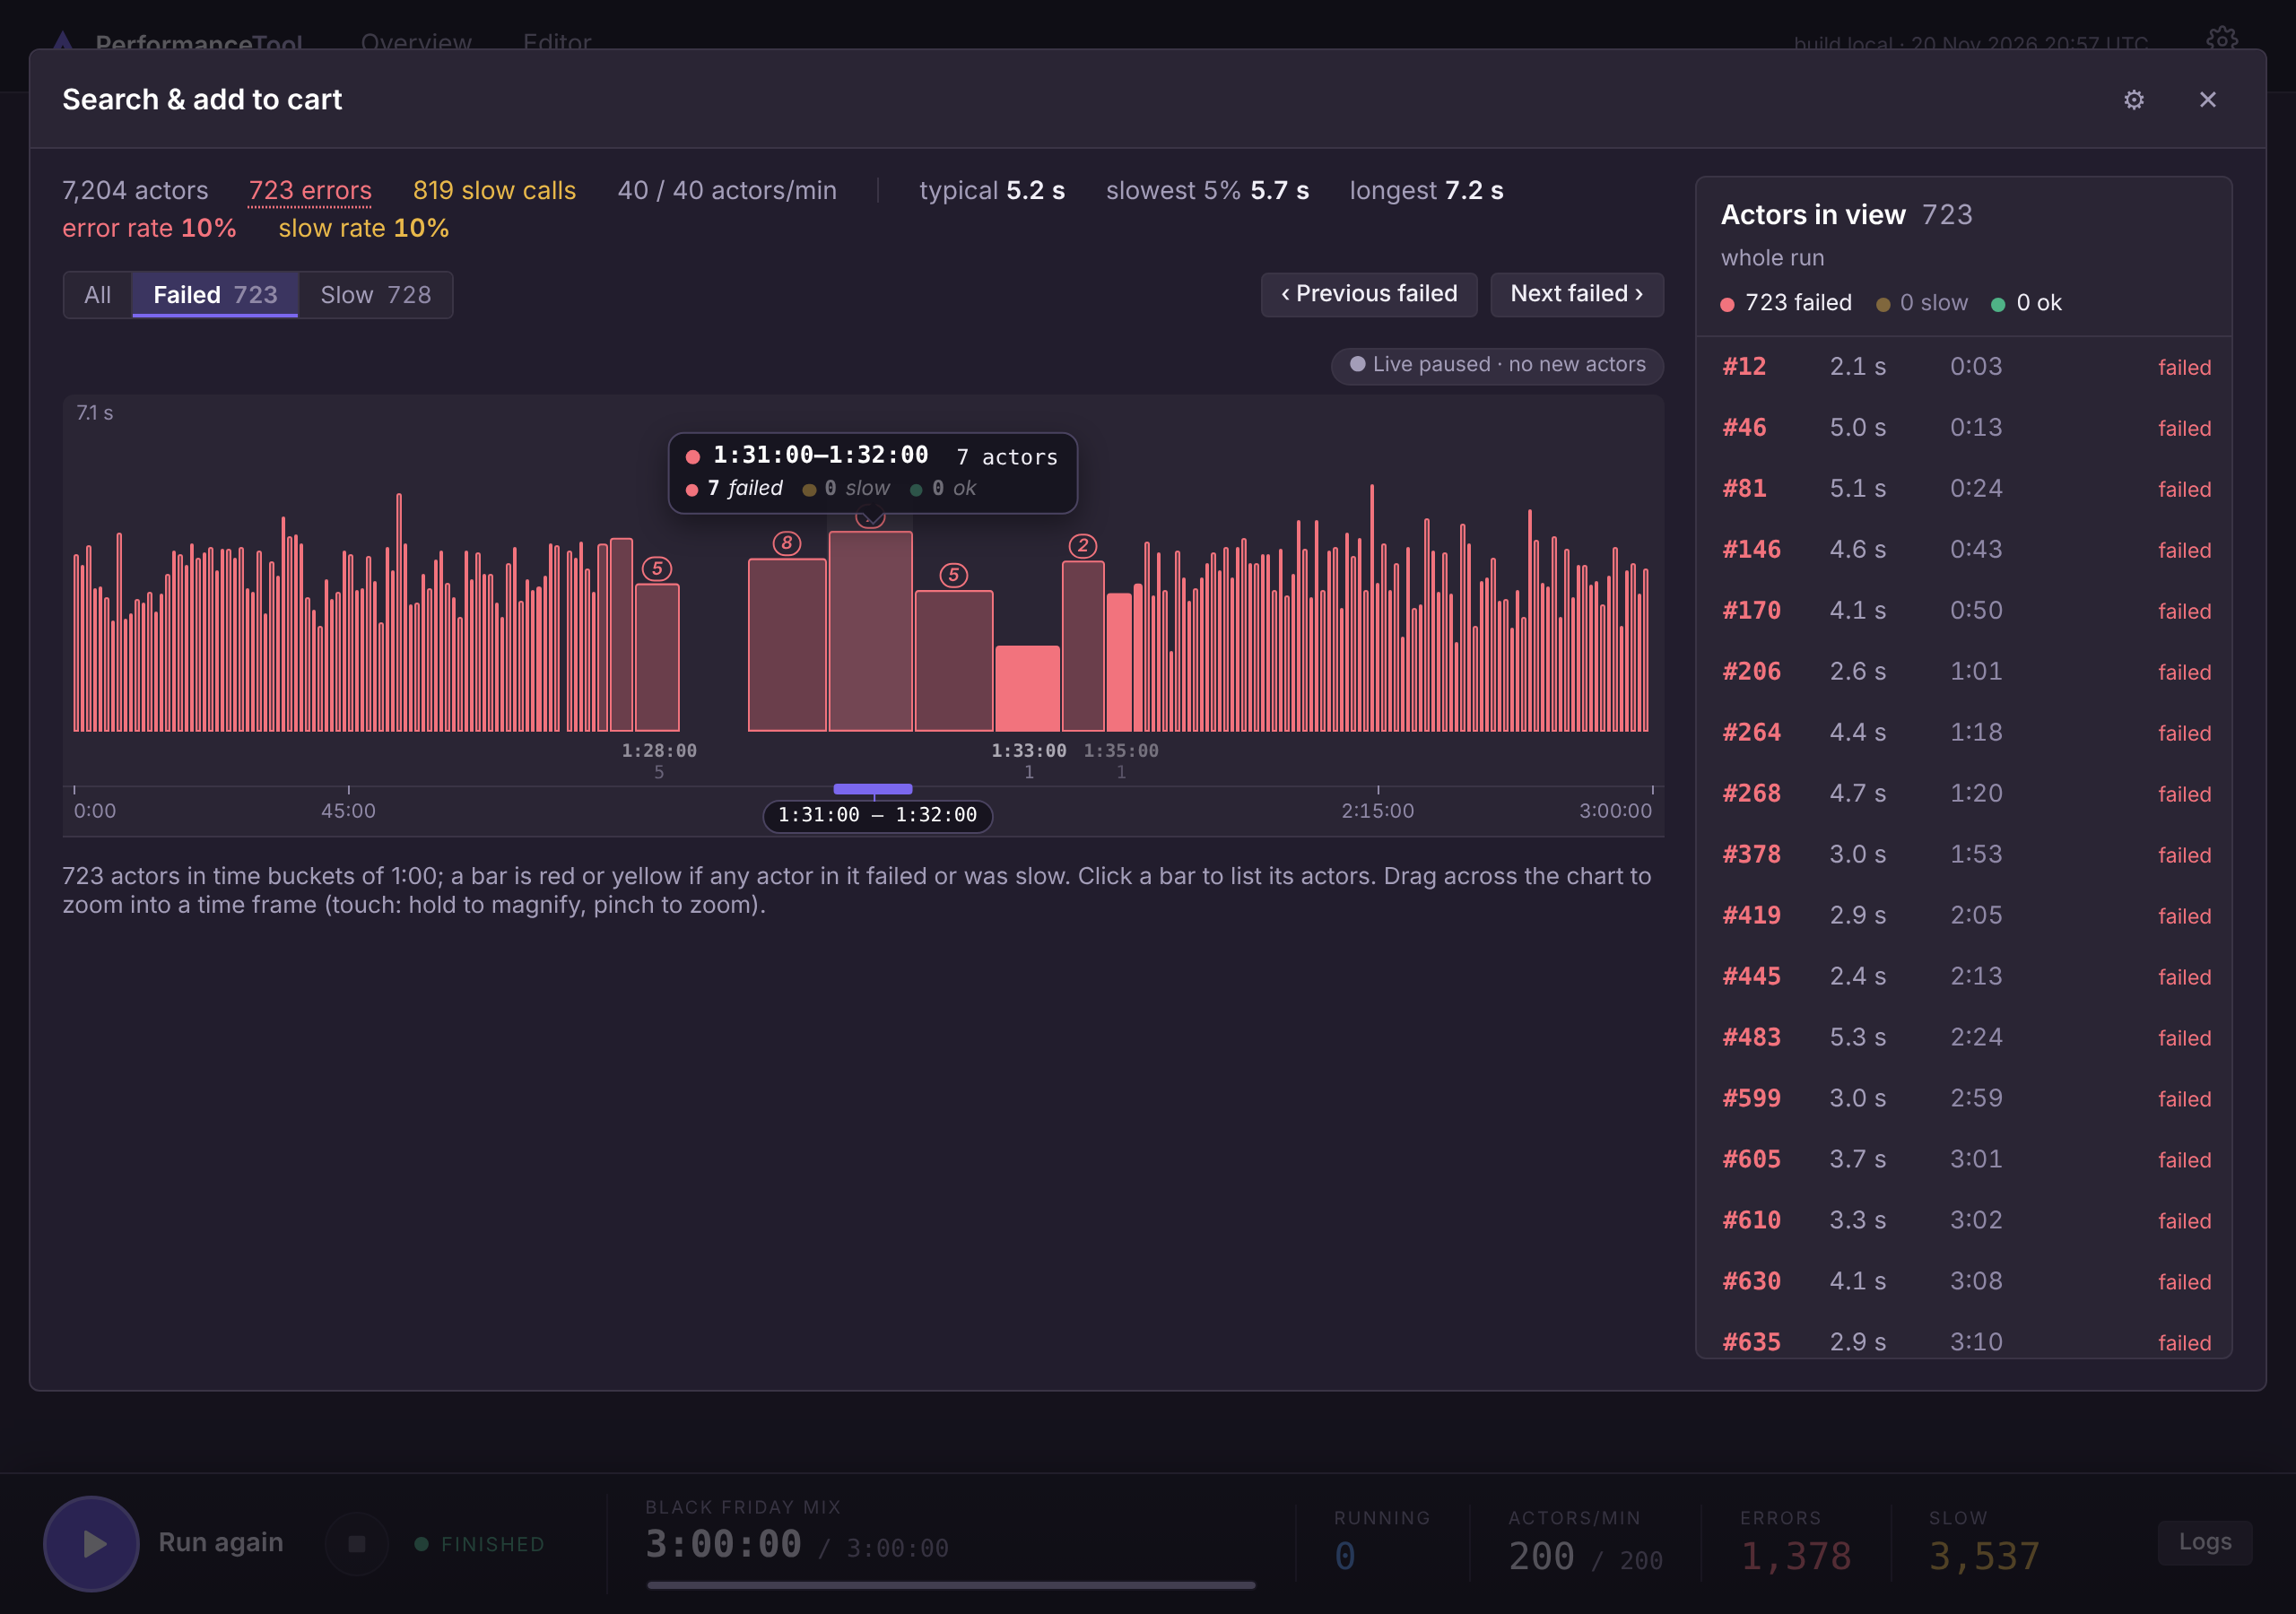 PerformanceTool Overview Editor build local · 20 Nov 2026 20:57 UTC
Search & add to cart ⚙ ✕
7,204 actors 723 errors 819 slow calls 40 / 40 actors/min typical 5.2 s slowest 5% 5.7 s longest 7.2 s
error rate 10% slow rate 10%
All Failed 723 Slow 728 ‹ Previous failed Next failed ›
Live paused · no new actors
7.1 s
1:31:00–1:32:00 7 actors
7 failed 0 slow 0 ok
8
5 5 2
1:28:00 1:33:00 1:35:00
5 1 1
0:00 45:00 1:31:00 – 1:32:00 2:15:00 3:00:00
723 actors in time buckets of 1:00; a bar is red or yellow if any actor in it failed or was slow. Click a bar to list its actors. Drag across the chart to
zoom into a time frame (touch: hold to magnify, pinch to zoom).
Actors in view 723
whole run
723 failed 0 slow 0 ok
#12 2.1 s 0:03 failed
#46 5.0 s 0:13 failed
#81 5.1 s 0:24 failed
#146 4.6 s 0:43 failed
#170 4.1 s 0:50 failed
#206 2.6 s 1:01 failed
#264 4.4 s 1:18 failed
#268 4.7 s 1:20 failed
#378 3.0 s 1:53 failed
#419 2.9 s 2:05 failed
#445 2.4 s 2:13 failed
#483 5.3 s 2:24 failed
#599 3.0 s 2:59 failed
#605 3.7 s 3:01 failed
#610 3.3 s 3:02 failed
#630 4.1 s 3:08 failed
#635 2.9 s 3:10 failed
Run again FINISHED
BLACK FRIDAY MIX
3:00:00 / 3:00:00
RUNNING
0
ACTORS/MIN
200 / 200
ERRORS
1,378
SLOW
3,537
Logs